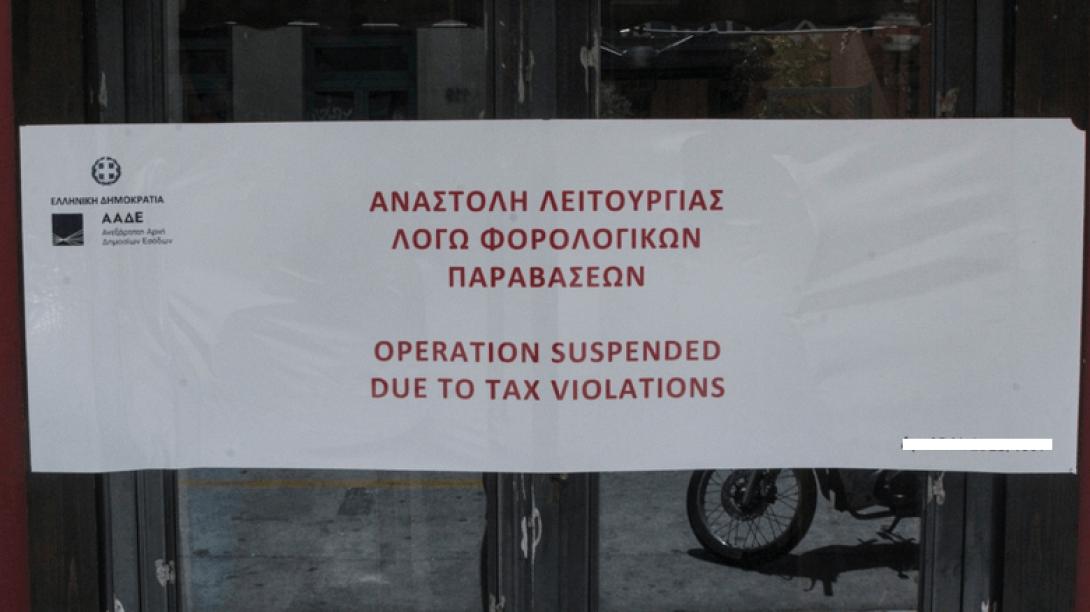 ΕΛΛΗΝΙΚΗ ΔΗΜΟΚΡΑΤΙΑ
ΑΑΔΕ
Ανεξάρτητη Αρχή
Δημοσίων Εσόδων
ΑΝΑΣΤΟΛΗ ΛΕΙΤΟΥΡΓΙΑΣ
ΛΟΓΩ ΦΟΡΟΛΟΓΙΚΩΝ
ΠΑΡΑΒΑΣΕΩΝ
OPERATION SUSPENDED
DUE TO TAX VIOLATIONS